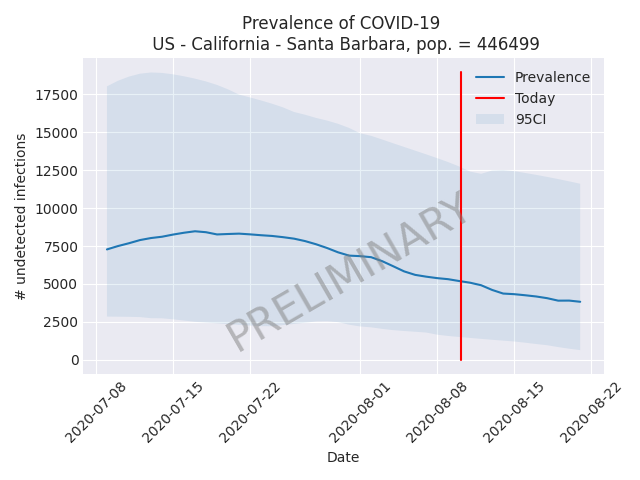 Prevalence of COVID-19
US - California - Santa Barbara, pop. = 446499
# undetected infections
17500
15000
12500
10000
7500
5000
2500
0
Prevalence
Today
95CI
PRELIMINARY
2020-07-08
2020-07-15
2020-07-22
2020-08-01
2020-08-08
2020-08-15
2020-08-22
Date